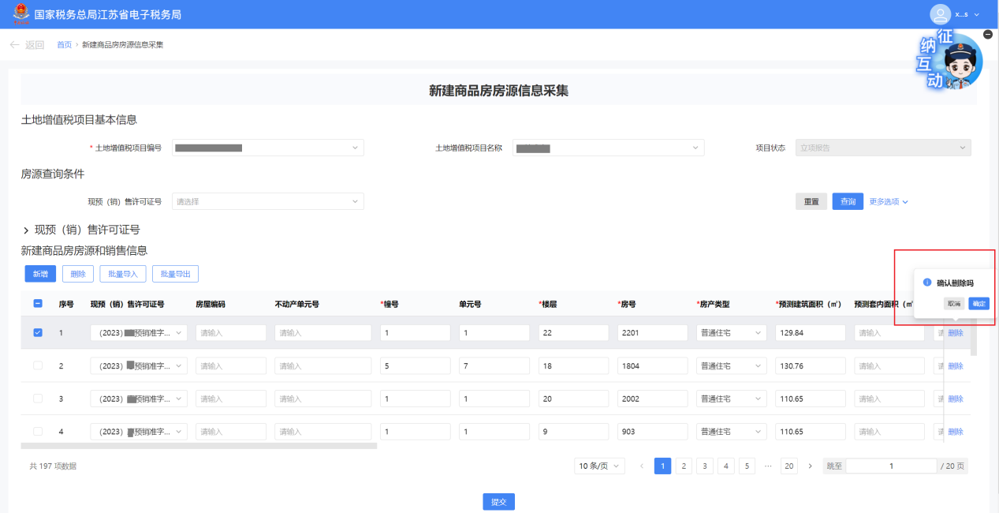 国家税务总局江苏省电子税务局
x...s
返回 首页 › 新建商品房房源信息采集
征纳互动
新建商品房房源信息采集
土地增值税项目基本信息
* 土地增值税项目编号 土地增值税项目名称 项目状态 立项报告
房源查询条件
现预（销）售许可证号 请选择 重置 查询 更多选项
现预（销）售许可证号
新建商品房房源和销售信息
新增 删除 批量导入 批量导出
确认删除吗
取消 确定
序号 现预（销）售许可证号 房屋编码 不动产单元号 *幢号 单元号 *楼层 *房号 *房产类型 *预测建筑面积（㎡） 预测套内面积（㎡
1 （2023） 预销准字... 请输入 请输入 1 1 22 2201 普通住宅 129.84 请输入 请 删除
2 （2023） 预销准字... 请输入 请输入 5 7 18 1804 普通住宅 130.76 请输入 请 删除
3 （2023） 预销准字... 请输入 请输入 1 1 20 2002 普通住宅 110.65 请输入 请 删除
4 （2023） 预销准字... 请输入 请输入 1 1 9 903 普通住宅 110.65 请输入 请 删除
共 197 项数据 10 条/页 ‹ 1 2 3 4 5 ··· 20 › 跳至 1 / 20 页
提交